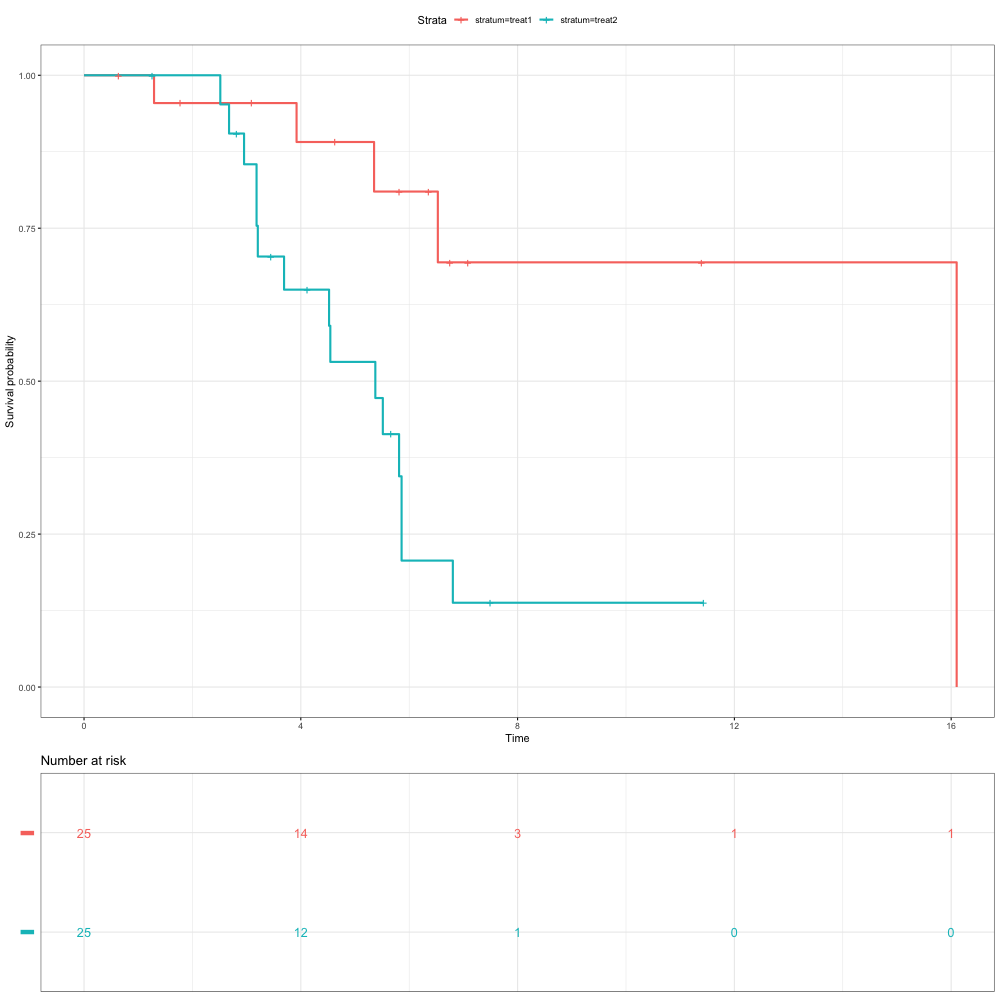 Strata stratum=treat1 stratum=treat2
1.00
0.75
0.50
0.25
0.00
Survival probability
0 4 8 12 16
Time
Number at risk
25 14 3 1 1
25 12 1 0 0